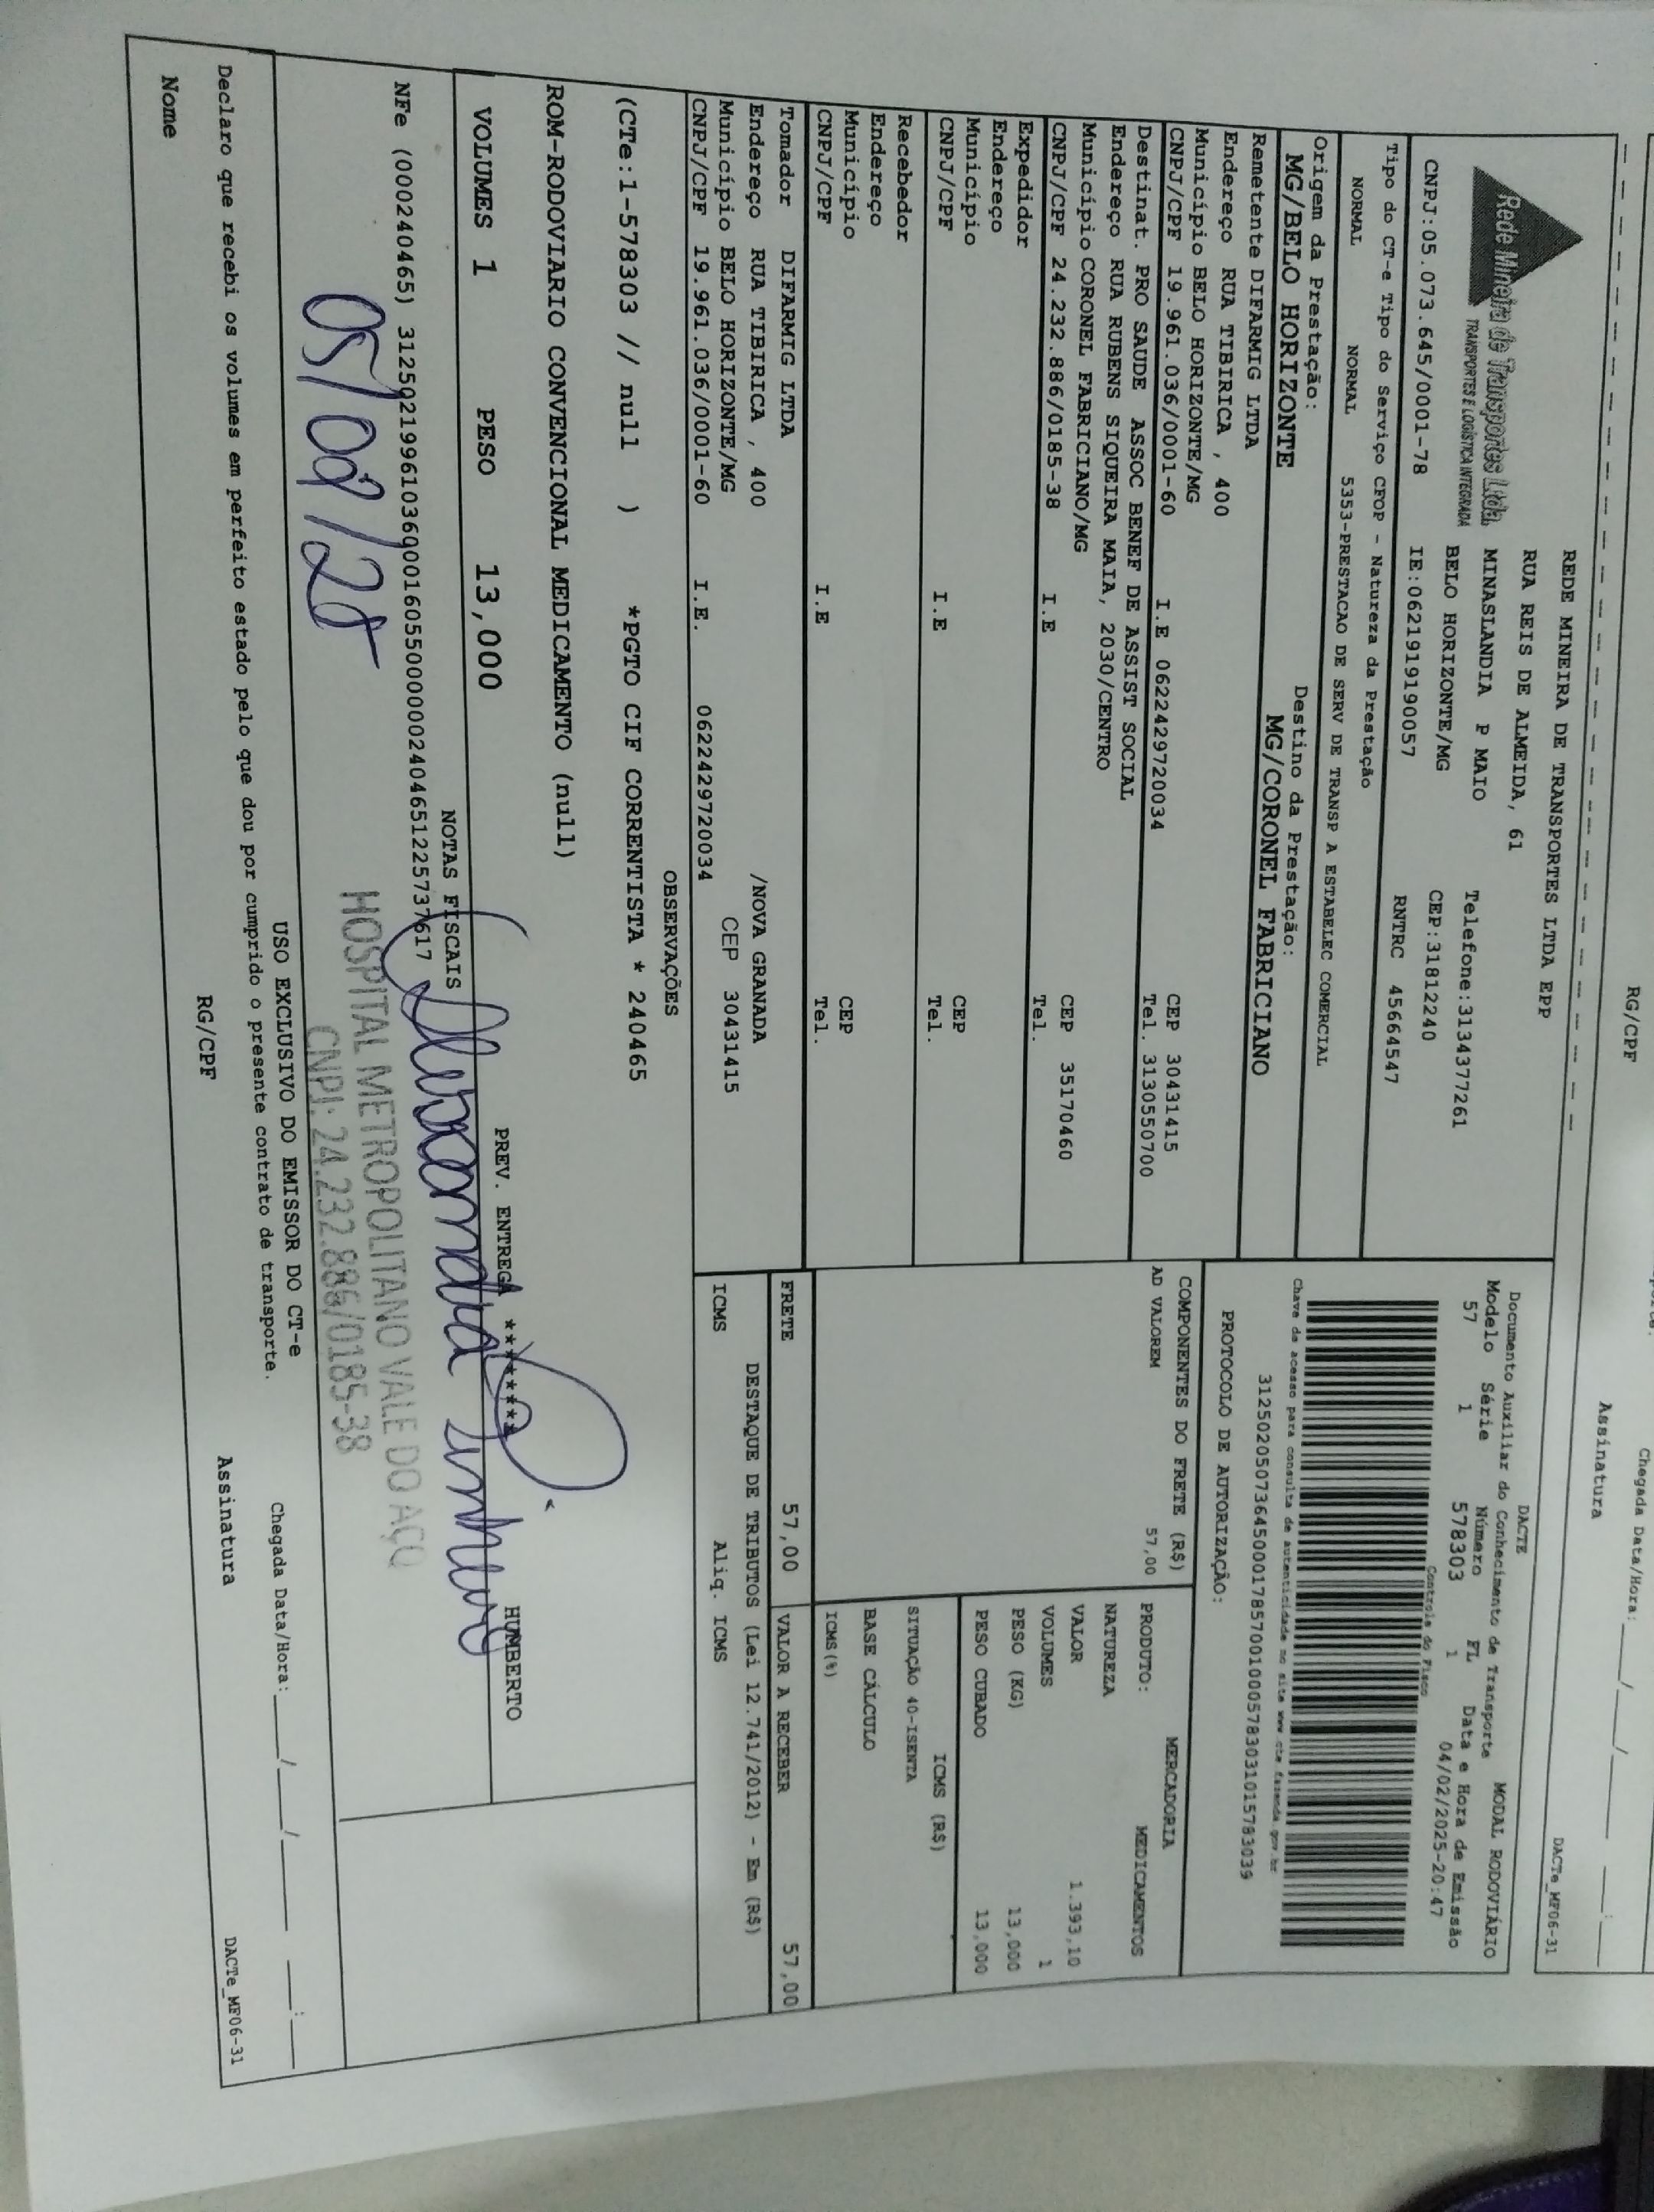 RG/CPF
Chegada Data/Hora:
Assinatura
DACTe_MF06-31
Rede Mineira de Transportes Ltda.
TRANSPORTES E LOGÍSTICA INTEGRADA
REDE MINEIRA DE TRANSPORTES LTDA EPP
RUA REIS DE ALMEIDA, 61
MINASLANDIA P MAIO
BELO HORIZONTE/MG
Telefone:3134377261
CEP:31812240
CNPJ:05.073.645/0001-78
IE:0621919190057
RNTRC 45664547
DACTE
Documento Auxiliar do Conhecimento de Transporte
MODAL RODOVIÁRIO
Modelo Série Número FL Data e Hora de Emissão
57 1 578303 1 04/02/2025-20:47
Controle do Fisco
Chave de acesso para consulta de autenticidade no site www.cte.fazenda.gov.br
31250205073645000178570010005783031015783039
PROTOCOLO DE AUTORIZAÇÃO:
Tipo do CT-e Tipo do Serviço CFOP - Natureza da Prestação
NORMAL NORMAL 5353-PRESTACAO DE SERV DE TRANSP A ESTABELEC COMERCIAL
Origem da Prestação: Destino da Prestação:
MG/BELO HORIZONTE MG/CORONEL FABRICIANO
Remetente DIFARMIG LTDA
Endereço RUA TIBIRICA , 400
Município BELO HORIZONTE/MG CEP 30431415
CNPJ/CPF 19.961.036/0001-60 I.E 0622429720034 Tel. 3130550700
Destinat. PRO SAUDE ASSOC BENEF DE ASSIST SOCIAL
Endereço RUA RUBENS SIQUEIRA MAIA, 2030/CENTRO
Município CORONEL FABRICIANO/MG CEP 35170460
CNPJ/CPF 24.232.886/0185-38 I.E Tel.
Expedidor
Endereço
Município CEP
CNPJ/CPF I.E Tel.
Recebedor
Endereço
Município CEP
CNPJ/CPF I.E Tel.
Tomador DIFARMIG LTDA
Endereço RUA TIBIRICA , 400 /NOVA GRANADA
Município BELO HORIZONTE/MG CEP 30431415
CNPJ/CPF 19.961.036/0001-60 I.E. 0622429720034
COMPONENTES DO FRETE (R$)
AD VALOREM 57,00
MERCADORIA
PRODUTO: MEDICAMENTOS
NATUREZA
VALOR 1.393,10
VOLUMES 1
PESO (KG) 13,000
PESO CUBADO 13,000
ICMS (R$)
SITUAÇÃO 40-ISENTA
BASE CÁLCULO
ICMS(%)
FRETE 57,00 VALOR A RECEBER 57,00
DESTAQUE DE TRIBUTOS (Lei 12.741/2012) - Em (R$)
ICMS Aliq. ICMS
OBSERVAÇÕES
(CTe:1-578303 // null ) *PGTO CIF CORRENTISTA * 240465
ROM-RODOVIARIO CONVENCIONAL MEDICAMENTO (null)
PREV. ENTREGA ********* HUMBERTO
VOLUMES 1 PESO 13,000
NOTAS FISCAIS
NFe (000240465) 31250219961036000160550000002404651225737617
05/02/25
HOSPITAL METROPOLITANO VALE DO AÇO
CNPJ: 24.232.886/0185-38
USO EXCLUSIVO DO EMISSOR DO CT-e
Declaro que recebi os volumes em perfeito estado pelo que dou por cumprido o presente contrato de transporte.
Chegada Data/Hora:
Nome RG/CPF Assinatura
DACTe_MF06-31